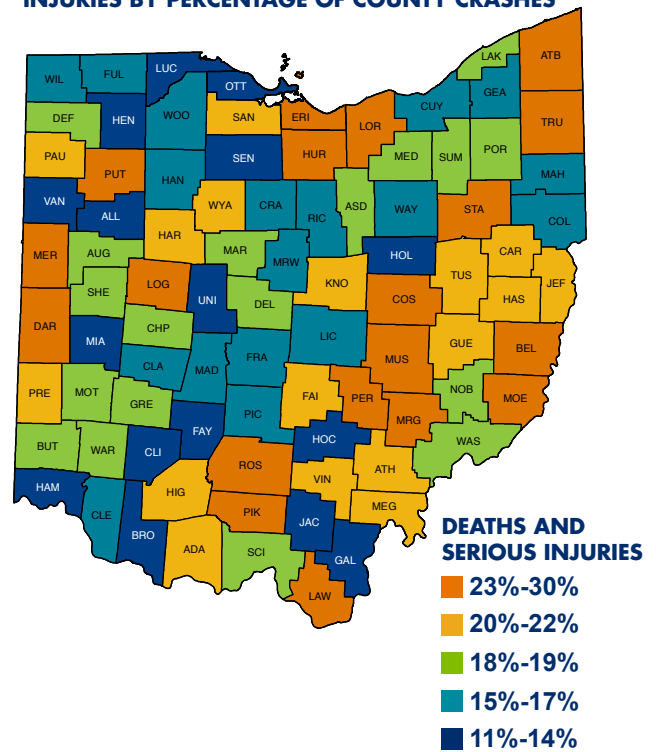 INJURIES BY PERCENTAGE OF COUNTY CRASHES
WIL
FUL
LUC
OTT
LAK
ATB
GEA
CUY
DEF
HEN
WOO
SAN
ERI
LOR
TRU
PAU
PUT
HAN
SEN
HUR
MED
SUM
POR
MAH
VAN
ALL
WYA
CRA
RIC
ASD
WAY
STA
COL
MER
AUG
HAR
MAR
MRW
HOL
TUS
CAR
JEF
SHE
LOG
UNI
DEL
KNO
COS
HAS
DAR
MIA
CHP
LIC
MUS
GUE
BEL
CLA
MAD
FRA
PRE
MOT
GRE
FAI
PER
NOB
MOE
PIC
MRG
BUT
WAR
CLI
FAY
HOC
WAS
ROS
ATH
HAM
HIG
VIN
CLE
BRO
PIK
JAC
MEG
ADA
SCI
GAL
LAW
DEATHS AND
SERIOUS INJURIES
23%-30%
20%-22%
18%-19%
15%-17%
11%-14%